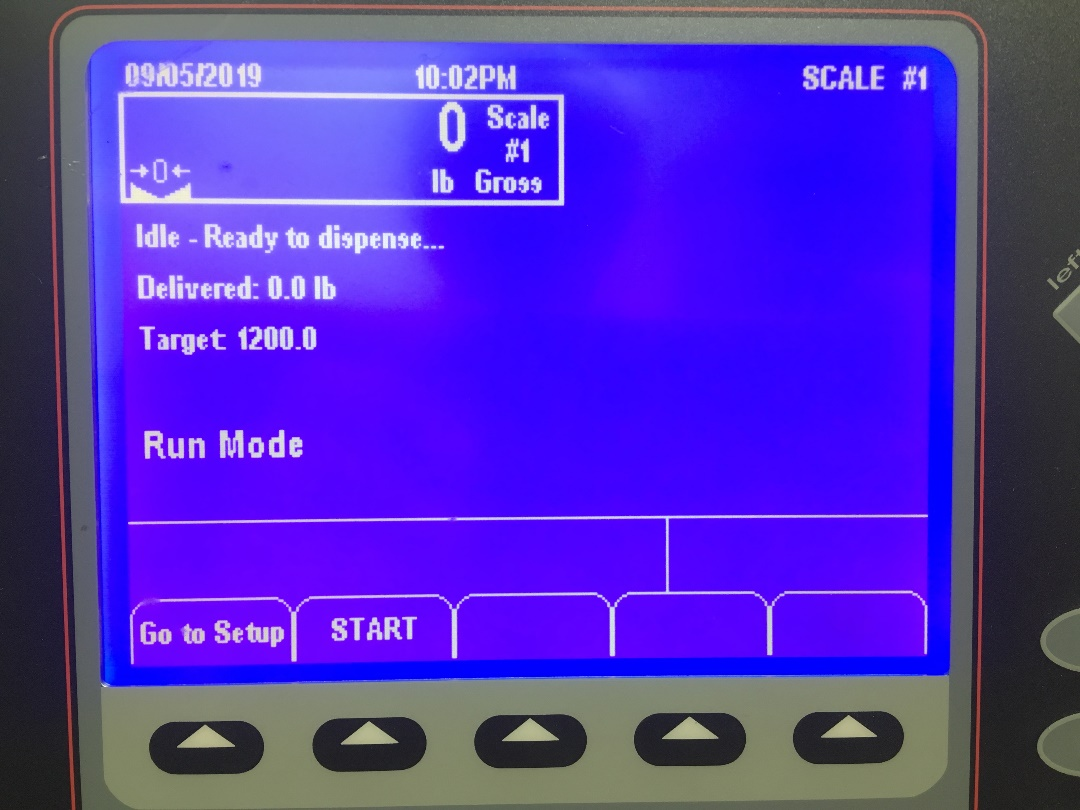 09/05/2019 10:02PM SCALE #1
0 Scale
#1
→0← lb Gross
Idle - Ready to dispense...
Delivered: 0.0 lb
Target: 1200.0
Run Mode
Go to Setup START
left